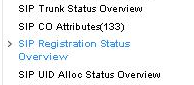 SIP Trunk Status Overview
SIP CO Attributes(133)
SIP Registration Status
Overview
SIP UID Alloc Status Overview